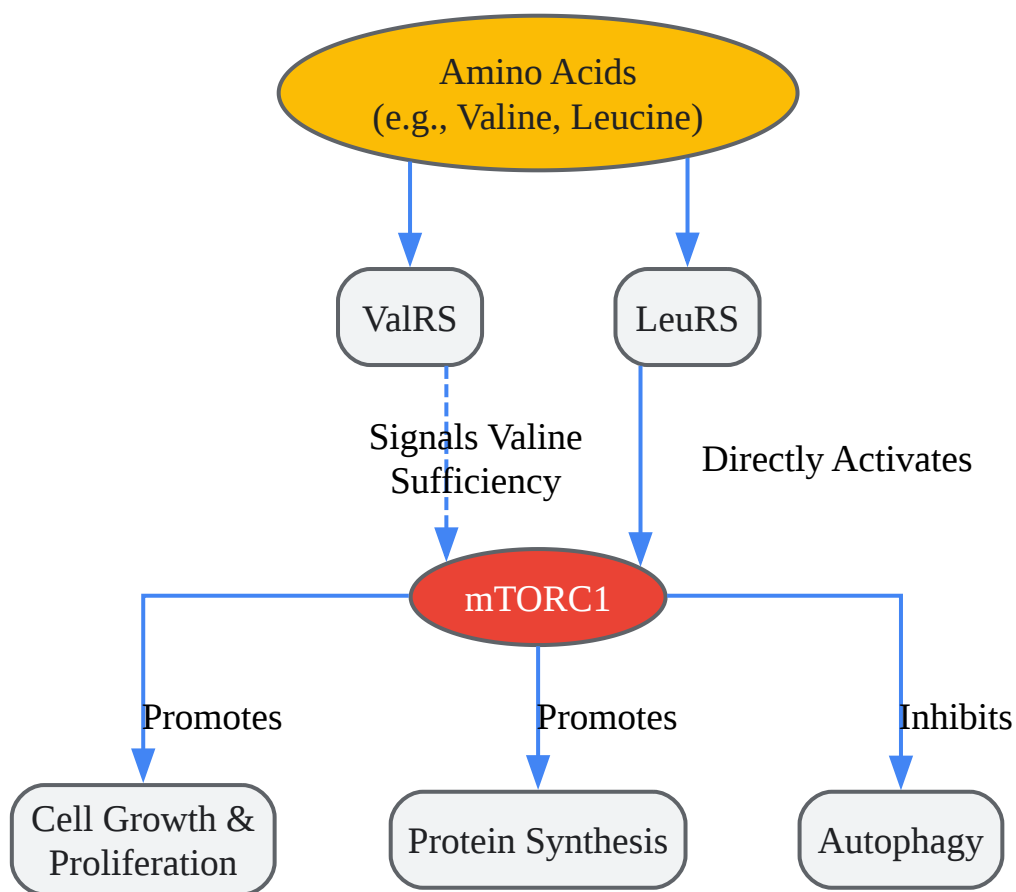 Amino Acids
(e.g., Valine, Leucine)
ValRS
LeuRS
Signals Valine
Sufficiency
Directly Activates
mTORC1
Promotes
Promotes
Inhibits
Cell Growth &
Proliferation
Protein Synthesis
Autophagy